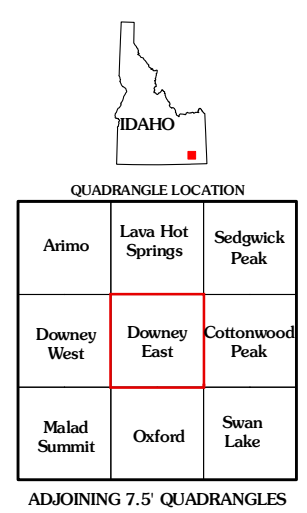 IDAHO
QUADRANGLE LOCATION
Arimo
Lava Hot
Springs
Sedgwick
Peak
Downey
West
Downey
East
Cottonwood
Peak
Malad
Summit
Oxford
Swan
Lake
ADJOINING 7.5' QUADRANGLES